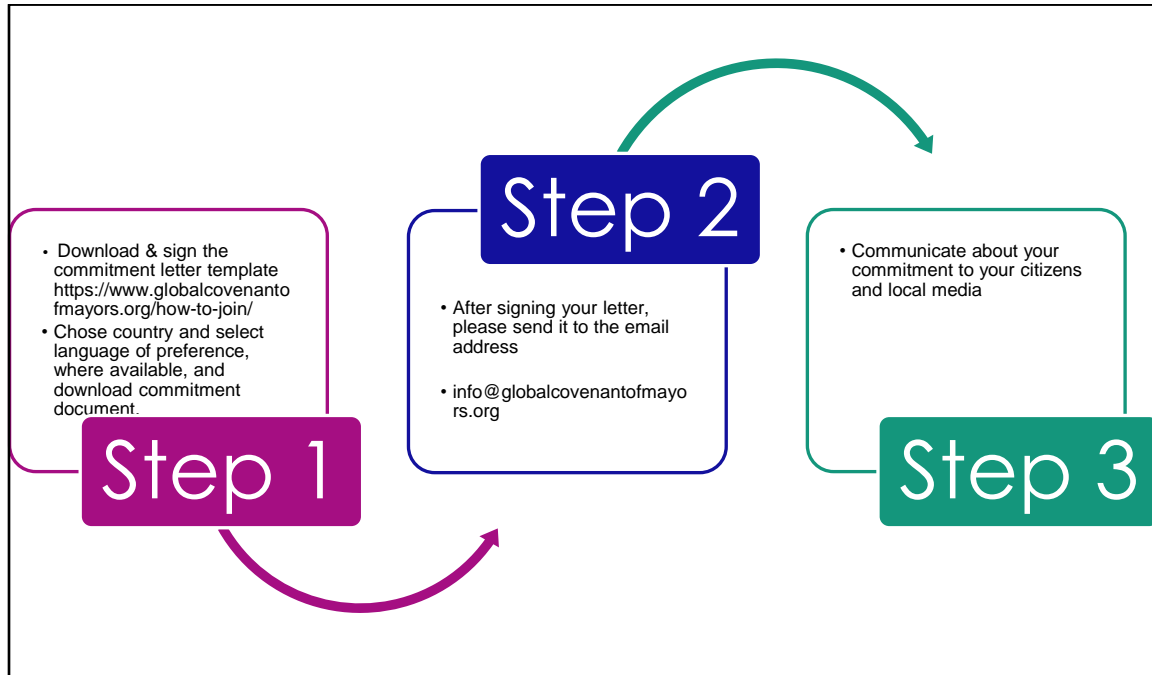 • Download & sign the
commitment letter template
https://www.globalcovenanto
fmayors.org/how-to-join/
• Chose country and select
language of preference,
where available, and
download commitment
document.
Step 1
Step 2
• After signing your letter,
please send it to the email
address
• info@globalcovenantofmayo
rs.org
• Communicate about your
commitment to your citizens
and local media
Step 3